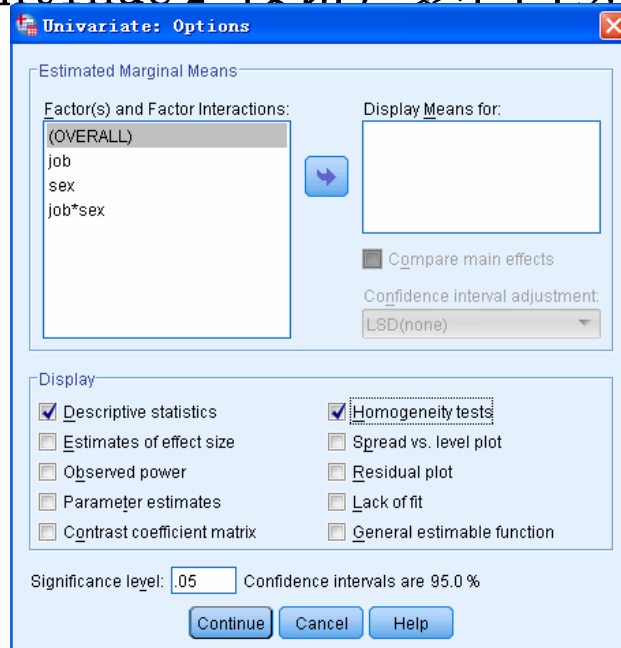 Univariate: Options
Estimated Marginal Means
Factor(s) and Factor Interactions:
(OVERALL)
job
sex
job*sex
Display Means for:
Compare main effects
Confidence interval adjustment:
LSD(none)
Display
Descriptive statistics
Homogeneity tests
Estimates of effect size
Spread vs. level plot
Observed power
Residual plot
Parameter estimates
Lack of fit
Contrast coefficient matrix
General estimable function
Significance level: .05 Confidence intervals are 95.0 %
Continue Cancel Help